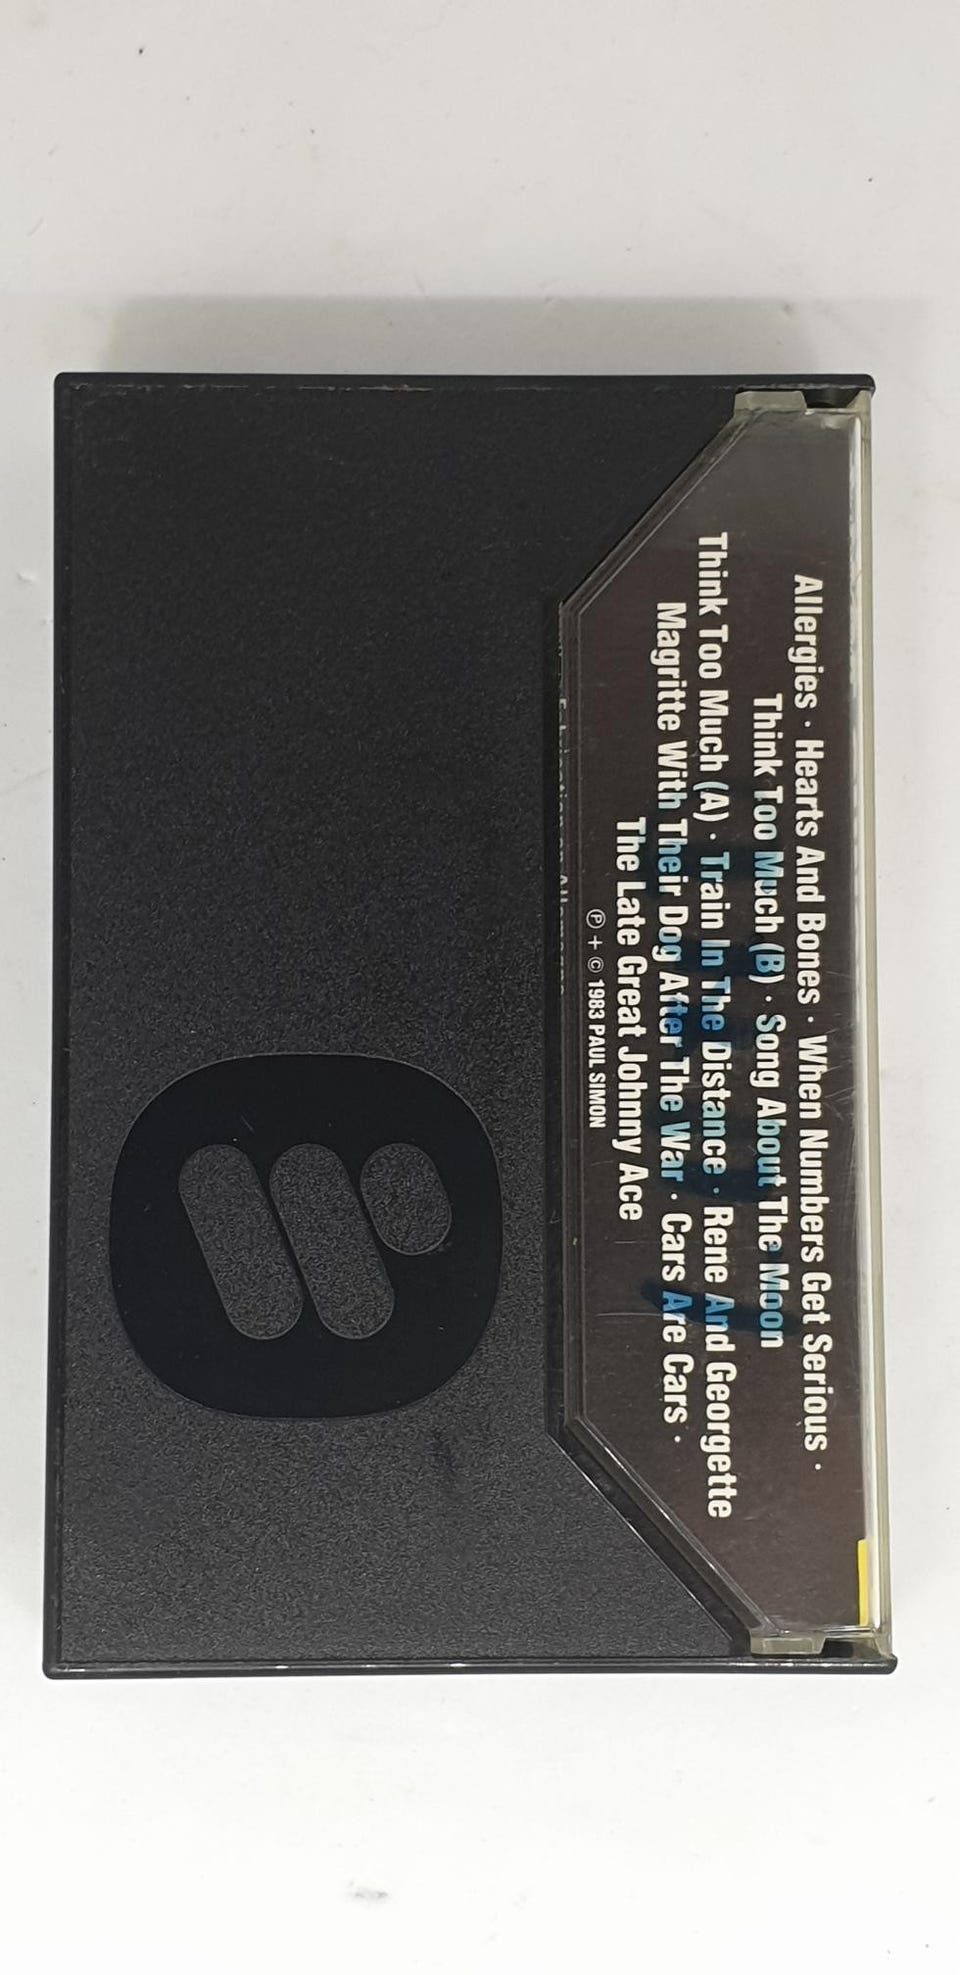 Allergies · Hearts And Bones · When Numbers Get Serious ·
Think Too Much (B) · Song About The Moon
Think Too Much (A) · Train In The Distance · Rene And Georgette
Magritte With Their Dog After The War · Cars Are Cars ·
The Late Great Johnny Ace
℗ + © 1983 PAUL SIMON